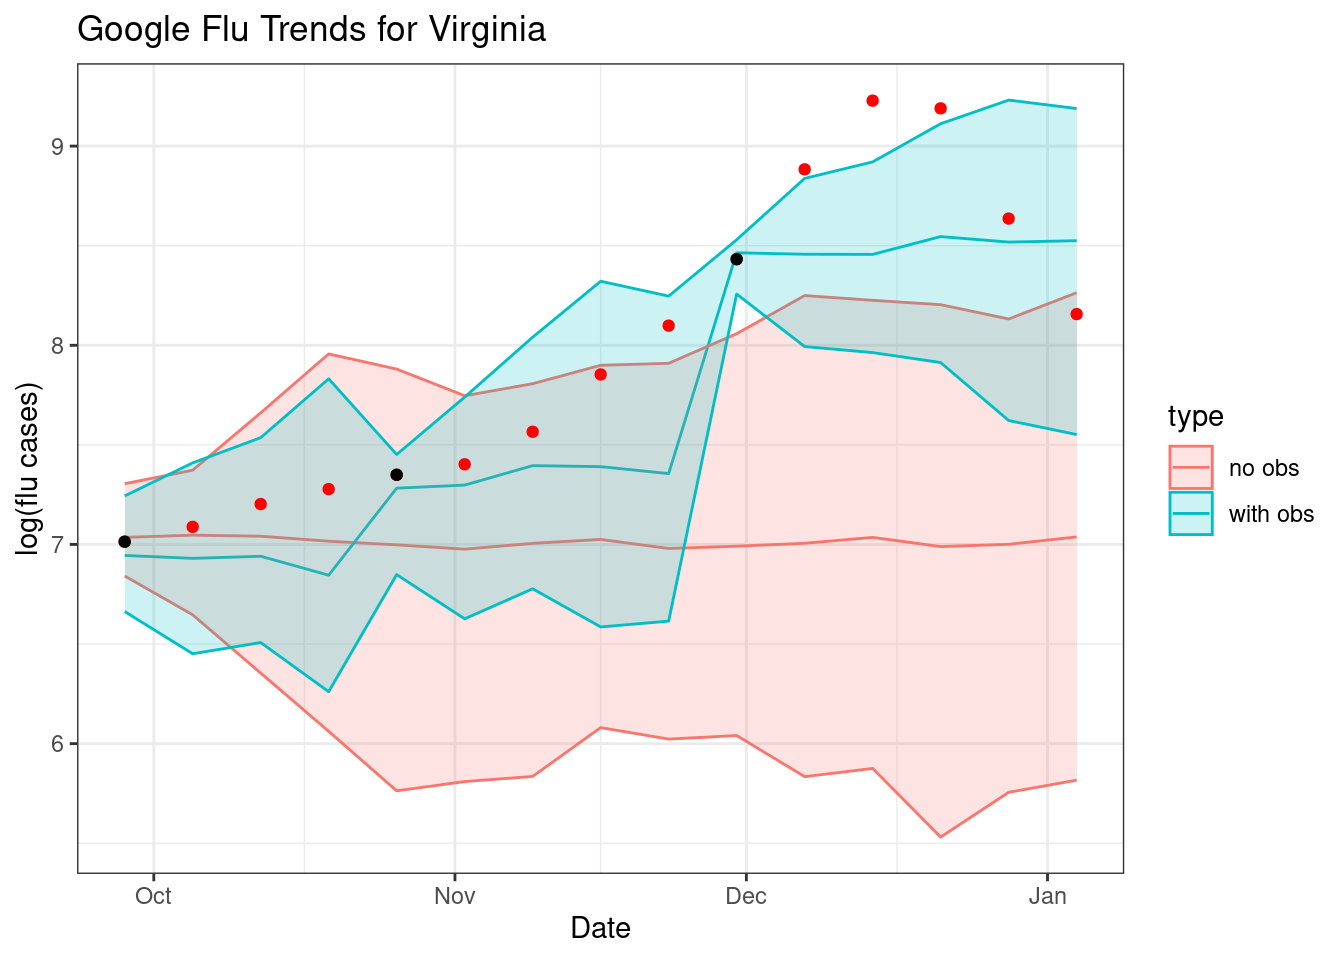 Google Flu Trends for Virginia
log(flu cases)
9
8
7
6
Oct
Nov
Dec
Jan
Date
type
no obs
with obs